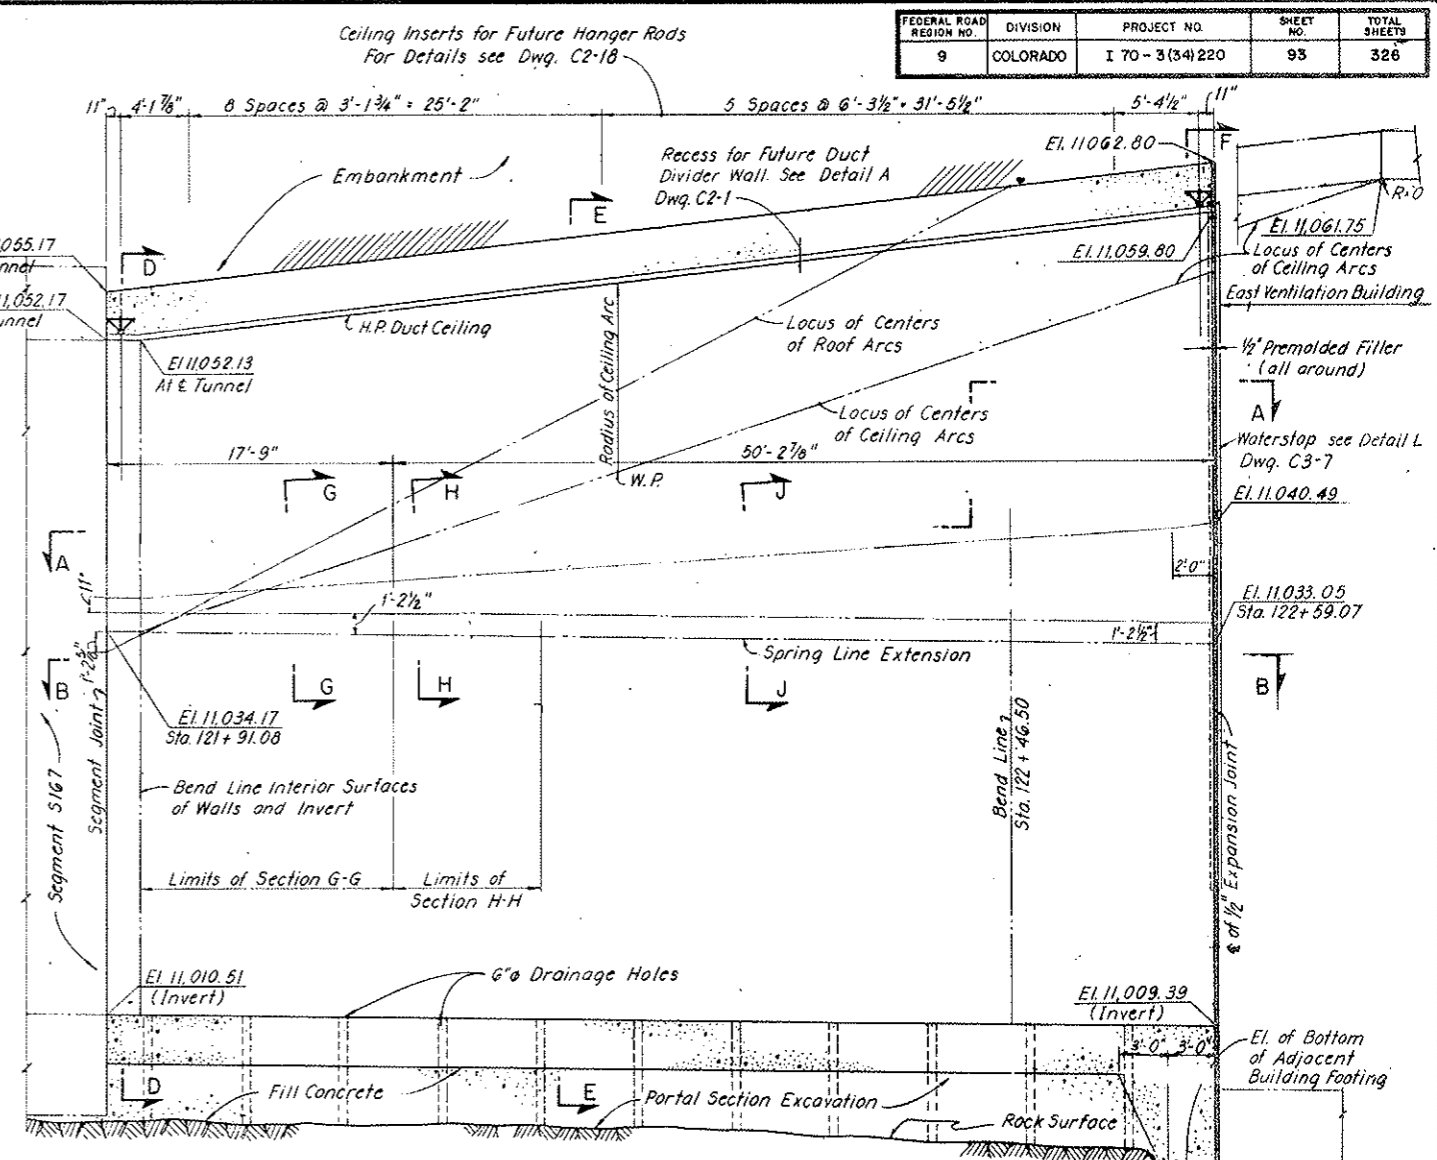 FEDERAL ROAD REGION NO.
DIVISION
PROJECT NO.
SHEET NO.
TOTAL SHEETS
9
COLORADO
I 70 - 3(34)220
93
326
Ceiling Inserts for Future Hanger Rods
For Details see Dwg. C2-18
11"
4'-1 7/8"
8 Spaces @ 3'-1 3/4" = 25'-2"
5 Spaces @ 6'-3 1/2" = 31'-5 1/2"
5'-4 1/2"
11"
El. 11062.80
F
Embankment
Recess for Future Duct
Divider Wall. See Detail A
Dwg. C2-1
E
R=0
El. 11,061.75
Locus of Centers
of Ceiling Arcs
El. 11,059.80
East Ventilation Building
D
H.P. Duct Ceiling
El 11,052.13
At ℄ Tunnel
Radius of Ceiling Arc
Locus of Centers
of Roof Arcs
1/2" Premolded Filler
(all around)
A
Locus of Centers
of Ceiling Arcs
Waterstop see Detail L
Dwg. C3-7
17'-9"
50'-2 7/8"
W.P.
G
H
J
El. 11.040.49
A
11"
2'-0"
1'-2 1/2"
El. 11,033.05
Sta. 122+59.07
1'-2 1/2"
Spring Line Extension
B
G
H
J
B
El. 11,034.17
Sta. 121+91.08
Segment S167
Segment Joint
Bend Line Interior Surfaces
of Walls and Invert
Bend Line
Sta. 122+46.50
℄ of 1/2" Expansion Joint
Limits of Section G-G
Limits of
Section H-H
El. 11,010.51
(Invert)
6"ø Drainage Holes
El. 11,009.39
(Invert)
3'-0"
3'-0"
El. of Bottom
of Adjacent
Building Footing
D
Fill Concrete
E
Portal Section Excavation
Rock Surface